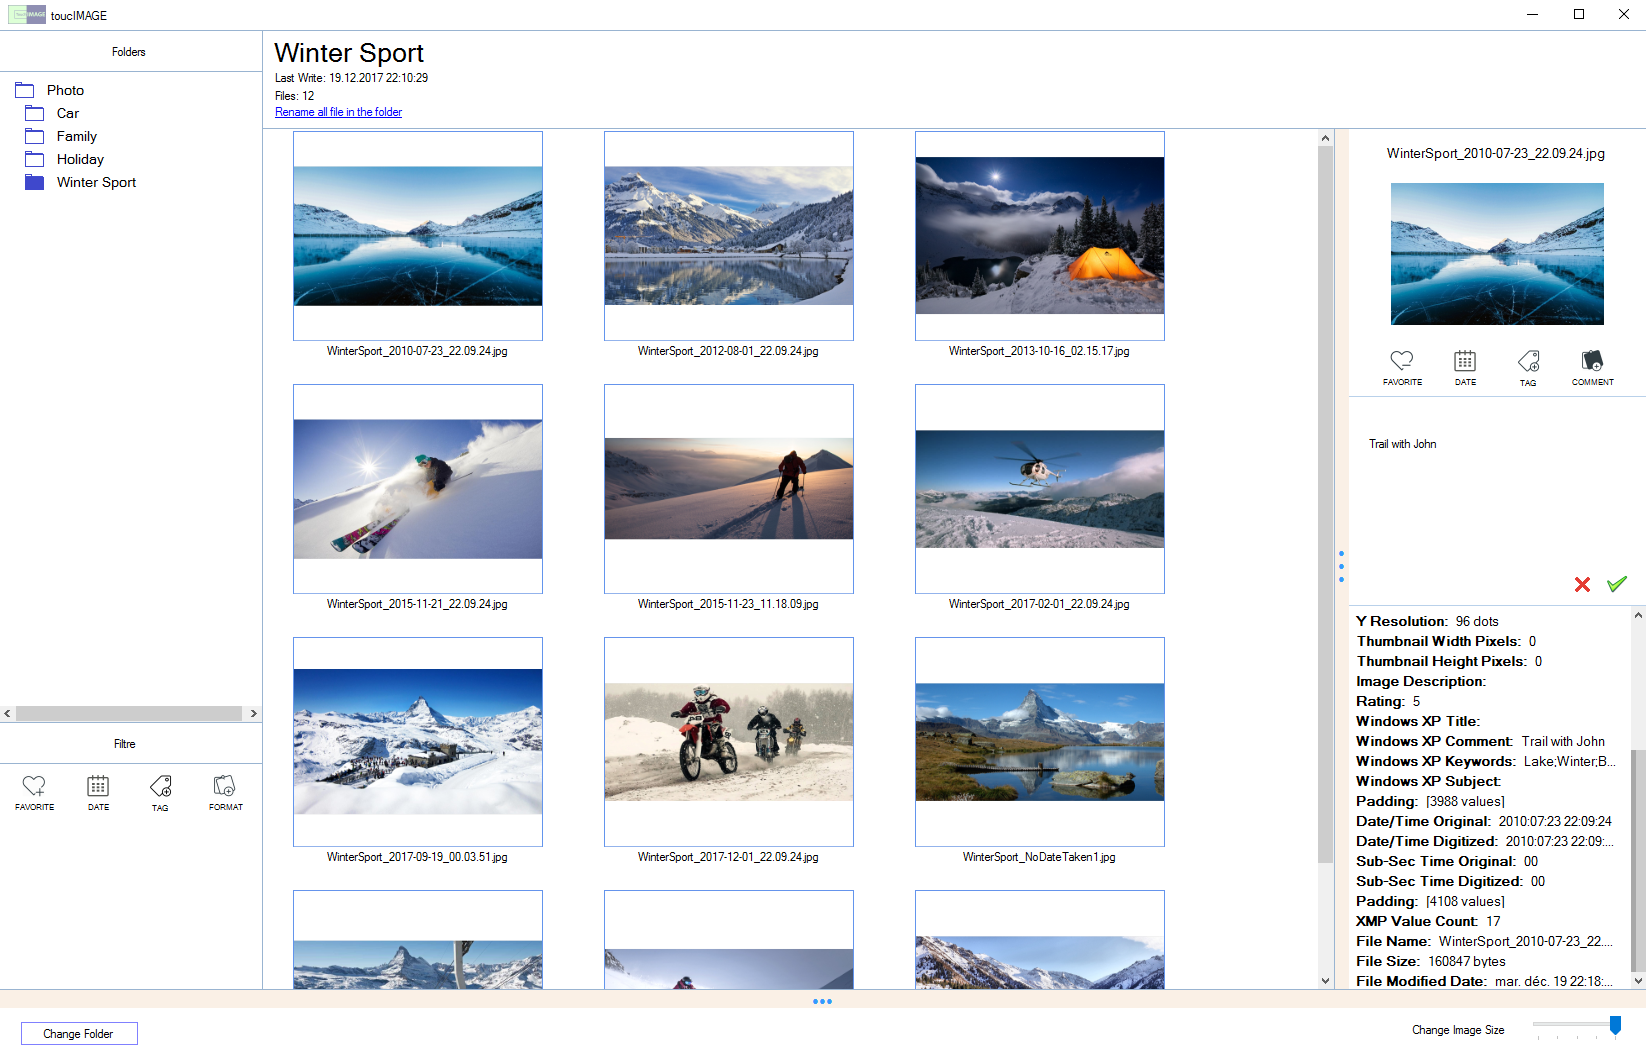 toucIMAGE
Folders
Photo
Car
Family
Holiday
Winter Sport
Winter Sport
Last Write: 19.12.2017 22:10:29
Files: 12
Rename all file in the folder
WinterSport_2010-07-23_22.09.24.jpg
WinterSport_2012-08-01_22.09.24.jpg
WinterSport_2013-10-16_02.15.17.jpg
WinterSport_2015-11-21_22.09.24.jpg
WinterSport_2015-11-23_11.18.09.jpg
WinterSport_2017-02-01_22.09.24.jpg
WinterSport_2017-09-19_00.03.51.jpg
WinterSport_2017-12-01_22.09.24.jpg
WinterSport_NoDateTaken1.jpg
WinterSport_2010-07-23_22.09.24.jpg
FAVORITE
DATE
TAG
COMMENT
Trail with John
Y Resolution: 96 dots
Thumbnail Width Pixels: 0
Thumbnail Height Pixels: 0
Image Description:
Rating: 5
Windows XP Title:
Windows XP Comment: Trail with John
Windows XP Keywords: Lake;Winter;B...
Windows XP Subject:
Padding: [3988 values]
Date/Time Original: 2010:07:23 22:09:24
Date/Time Digitized: 2010:07:23 22:09:...
Sub-Sec Time Original: 00
Sub-Sec Time Digitized: 00
Padding: [4108 values]
XMP Value Count: 17
File Name: WinterSport_2010-07-23_22....
File Size: 160847 bytes
File Modified Date: mar. déc. 19 22:18:...
Filtre
FAVORITE
DATE
TAG
FORMAT
Change Folder
Change Image Size